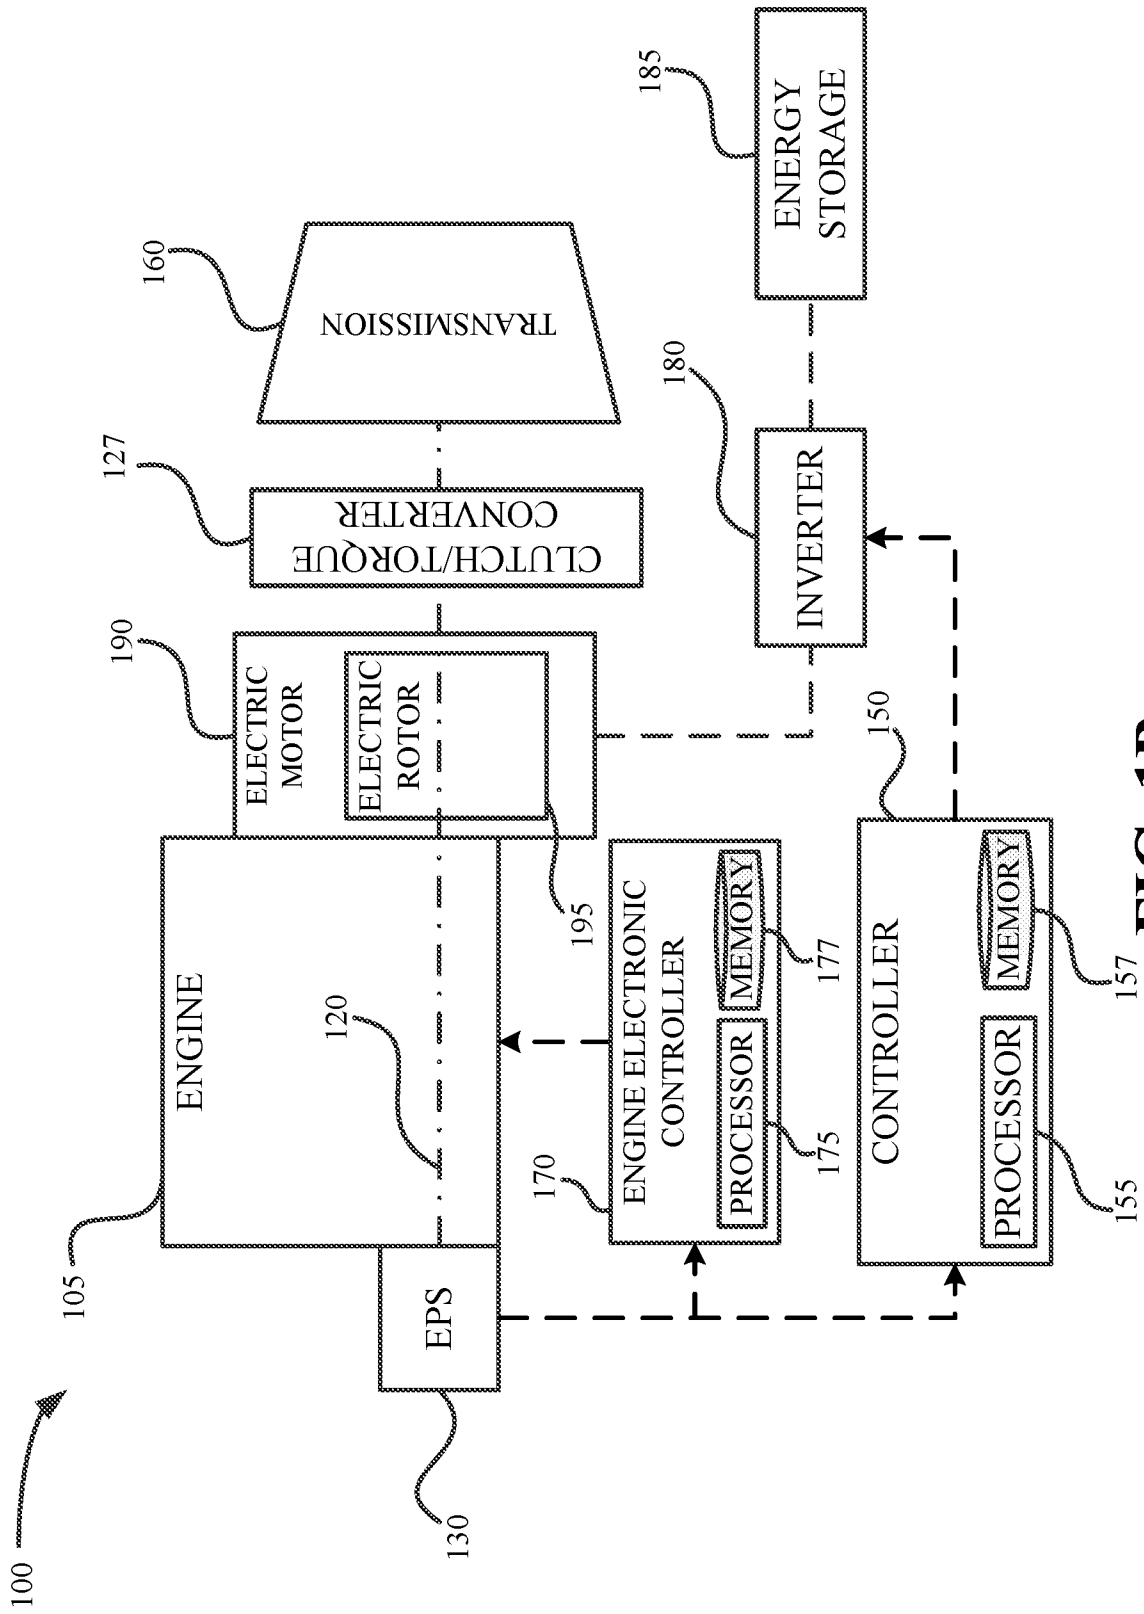 100
105
ENGINE
120
130
EPS
190
ELECTRIC
MOTOR
ELECTRIC
ROTOR
195
127
CLUTCH/TORQUE
CONVERTER
160
TRANSMISSION
170
ENGINE ELECTRONIC
CONTROLLER
PROCESSOR
MEMORY
175
177
180
INVERTER
185
ENERGY
STORAGE
150
CONTROLLER
PROCESSOR
MEMORY
155
157
FIG.